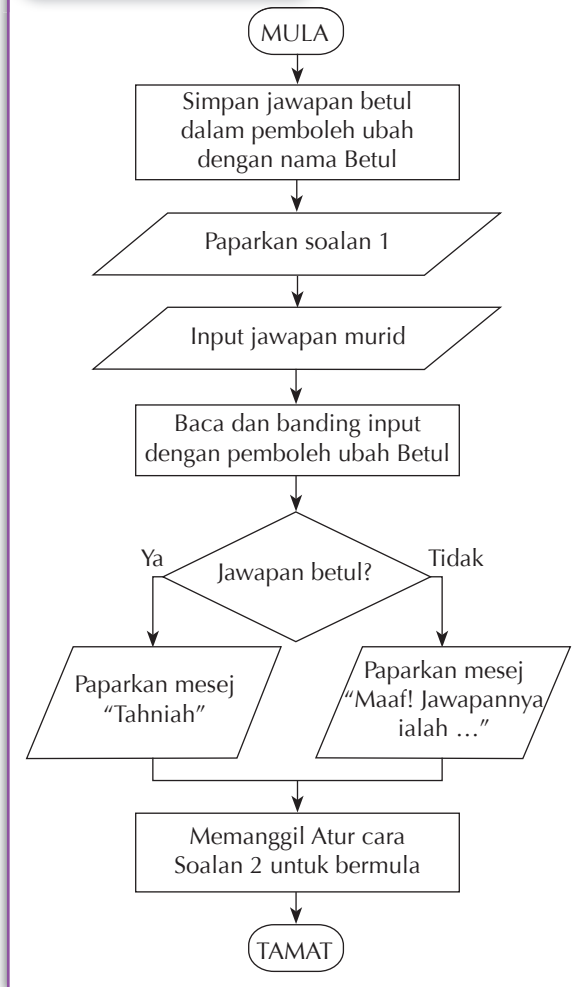 MULA
Simpan jawapan betul
dalam pemboleh ubah
dengan nama Betul
Paparkan soalan 1
Input jawapan murid
Baca dan banding input
dengan pemboleh ubah Betul
Jawapan betul?
Ya
Tidak
Paparkan mesej
“Tahniah”
Paparkan mesej
“Maaf! Jawapannya
ialah …”
Memanggil Atur cara
Soalan 2 untuk bermula
TAMAT